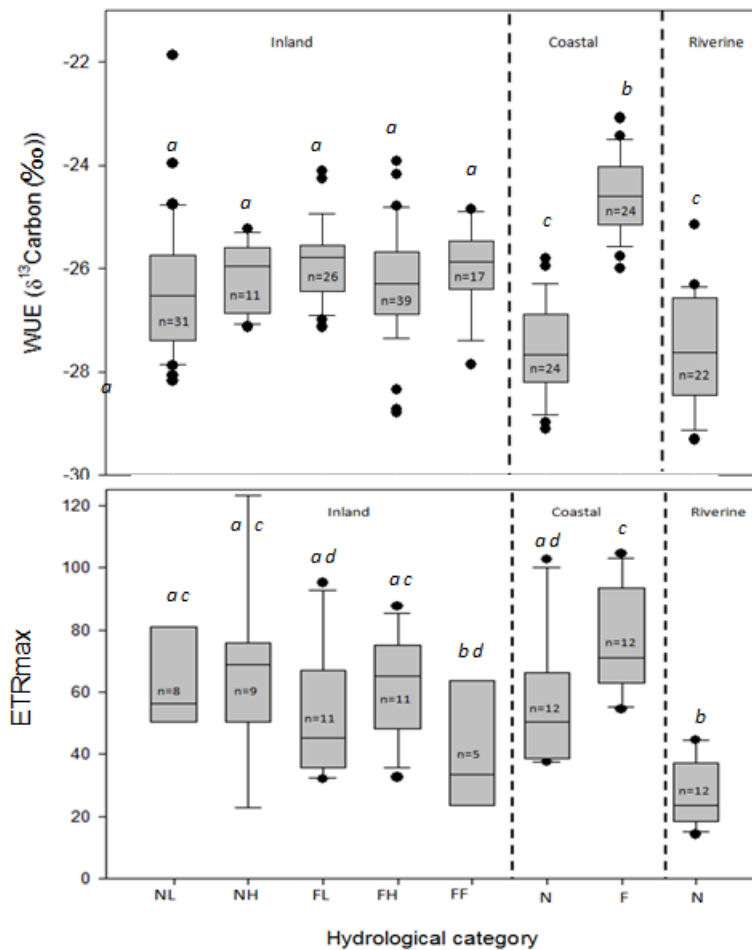 Inland Coastal Riverine
-22
-24
-26
-28
-30
WUE (δ¹³Carbon (‰))
a a a a a c b c
n=31 n=11 n=26 n=39 n=17 n=24 n=24 n=22
a
Inland Coastal Riverine
120
100
80
60
40
20
0
ETRmax
a c a c a d a c b d a d c b
n=8 n=9 n=11 n=11 n=5 n=12 n=12 n=12
NL NH FL FH FF N F N
Hydrological category